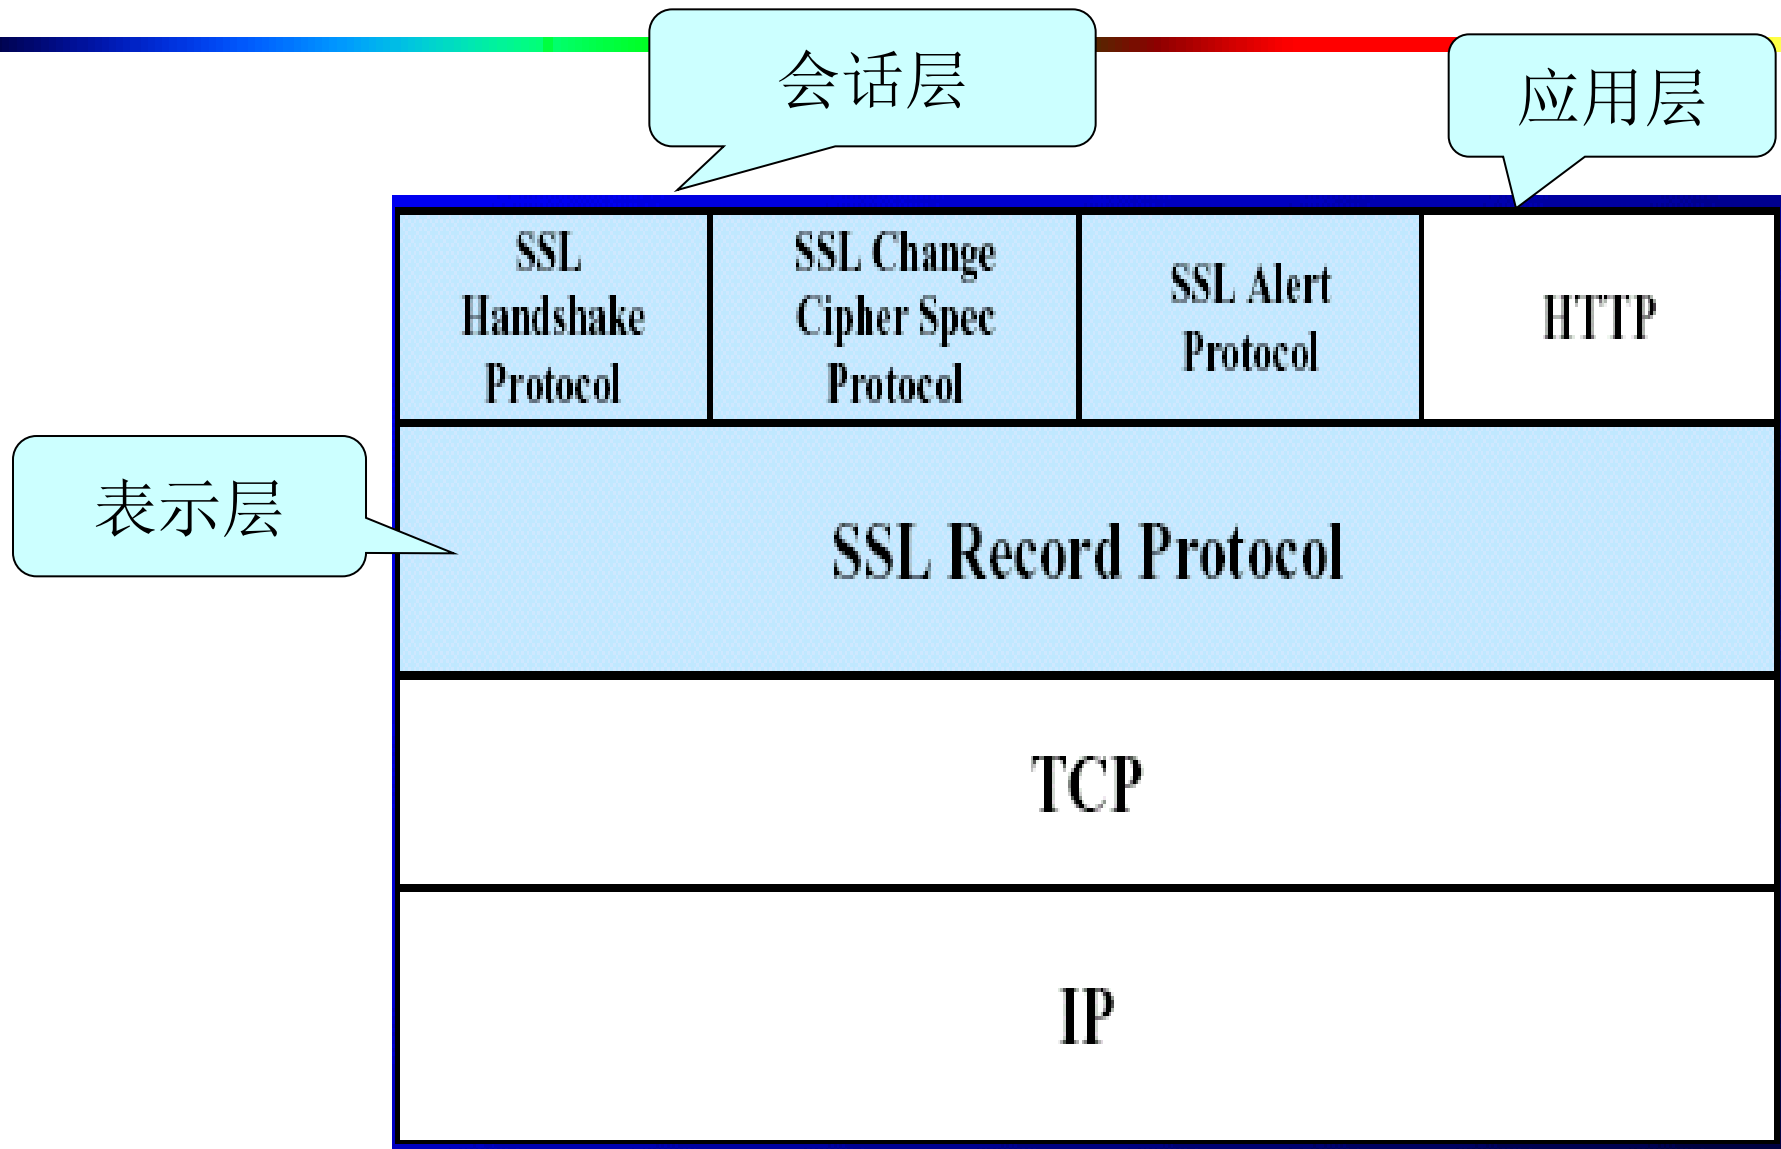 会话层
应用层
SSL
Handshake
Protocol
SSL Change
Cipher Spec
Protocol
SSL Alert
Protocol
HTTP
表示层
SSL Record Protocol
TCP
IP